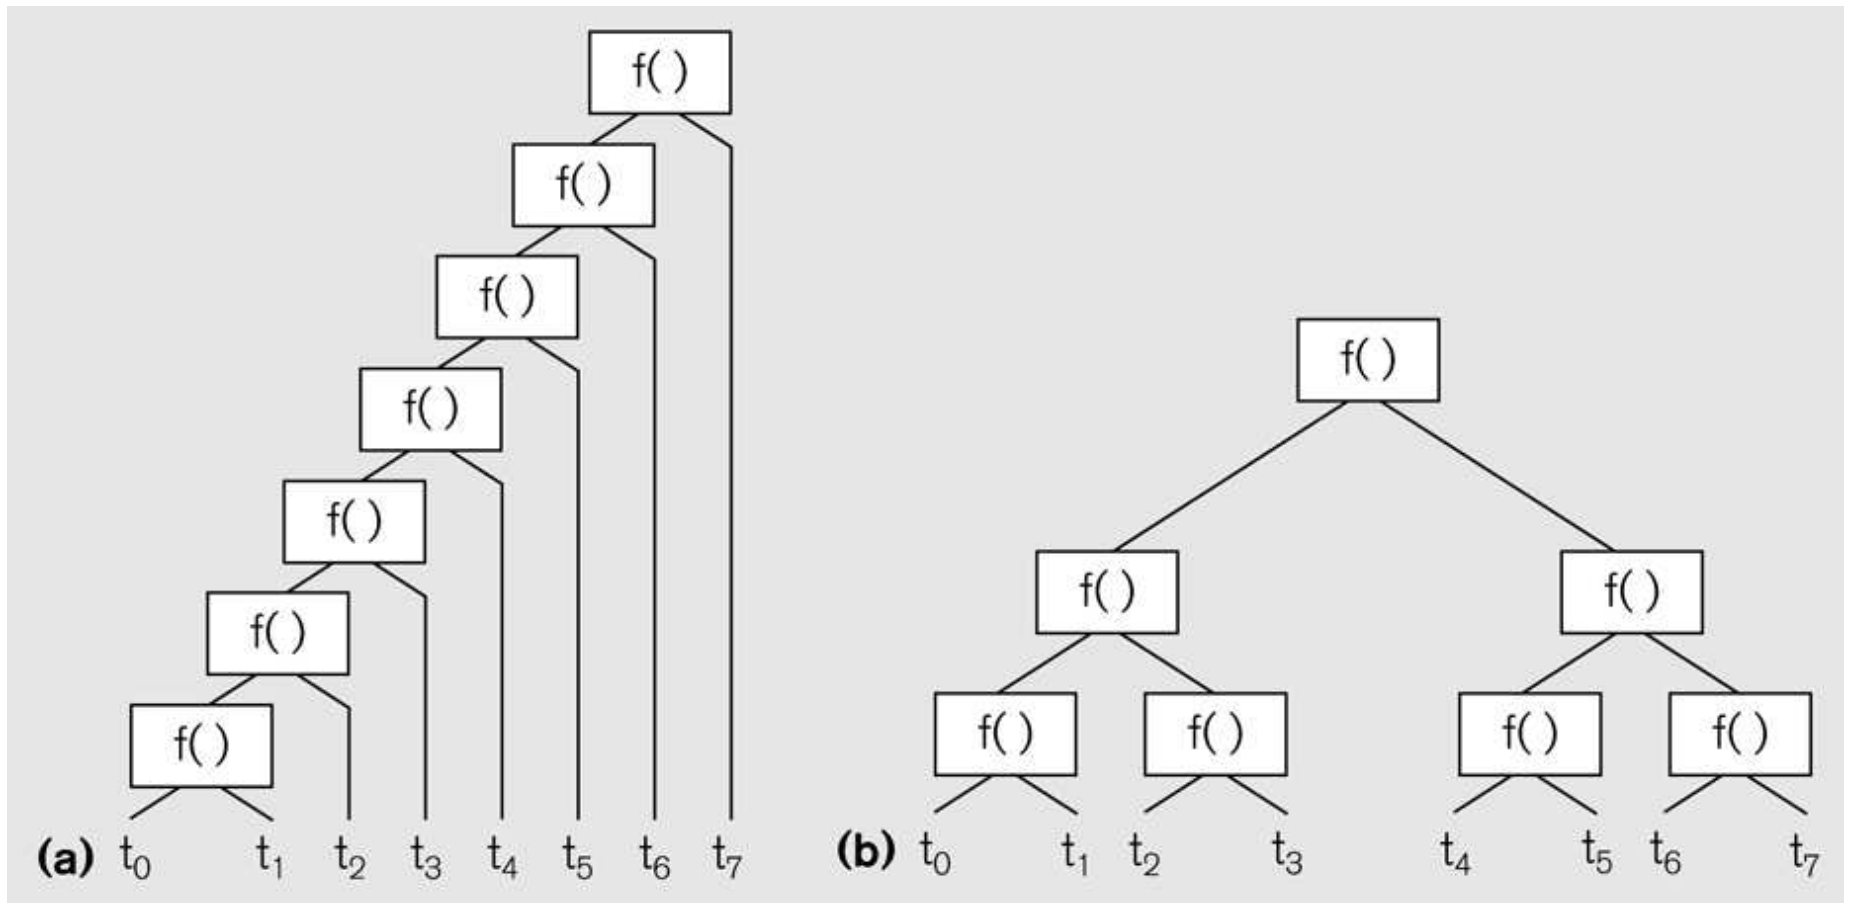 f( )
f( )
f( )
f( )
f( )
f( )
f( )
(a) t0 t1 t2 t3 t4 t5 t6 t7
f( )
f( ) f( )
f( ) f( ) f( ) f( )
(b) t0 t1 t2 t3 t4 t5 t6 t7